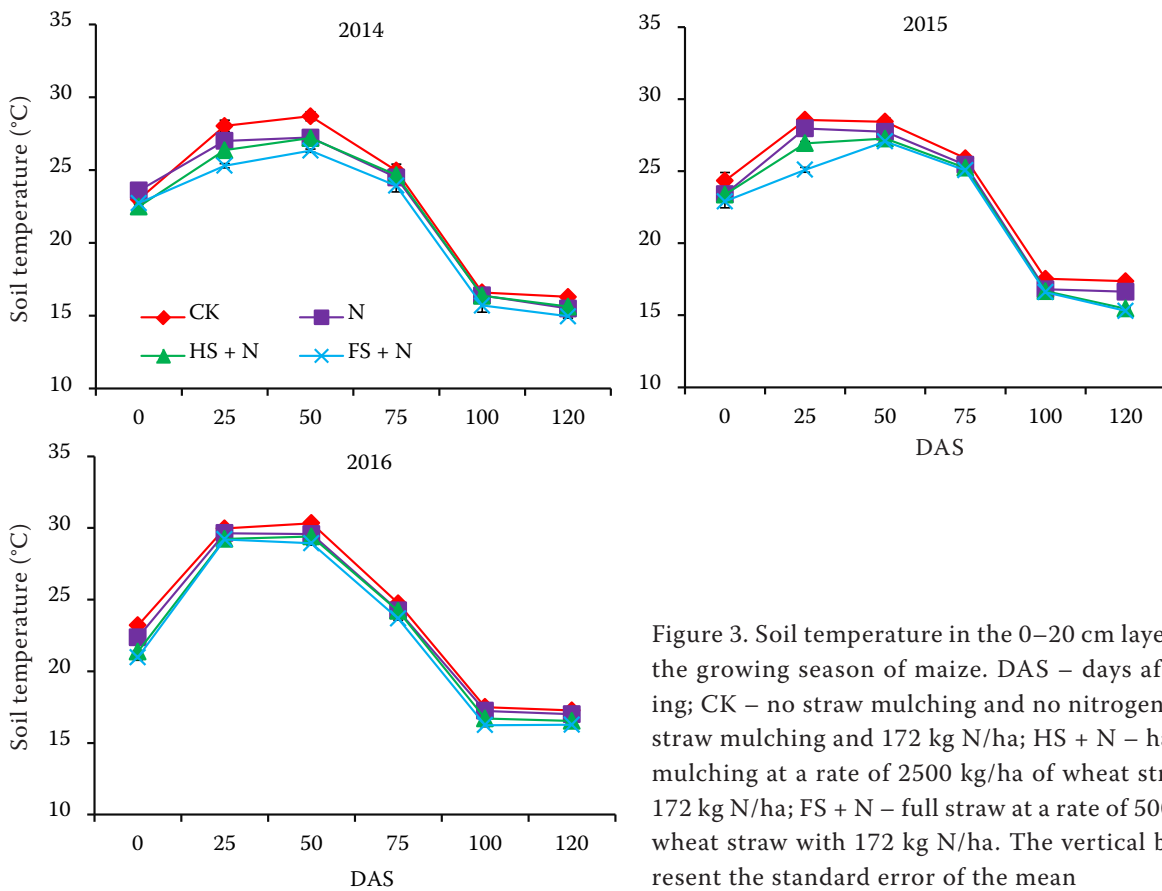 2014
35
30
25
20
15
10
Soil temperature (°C)
CK
N
HS + N
FS + N
0 25 50 75 100 120
2015
35
30
25
20
15
10
0 25 50 75 100 120
DAS
2016
35
30
25
20
15
10
Soil temperature (°C)
0 25 50 75 100 120
DAS
Figure 3. Soil temperature in the 0–20 cm laye
the growing season of maize. DAS – days af
ing; CK – no straw mulching and no nitrogen
straw mulching and 172 kg N/ha; HS + N – ha
mulching at a rate of 2500 kg/ha of wheat str
172 kg N/ha; FS + N – full straw at a rate of 500
wheat straw with 172 kg N/ha. The vertical b
resent the standard error of the mean